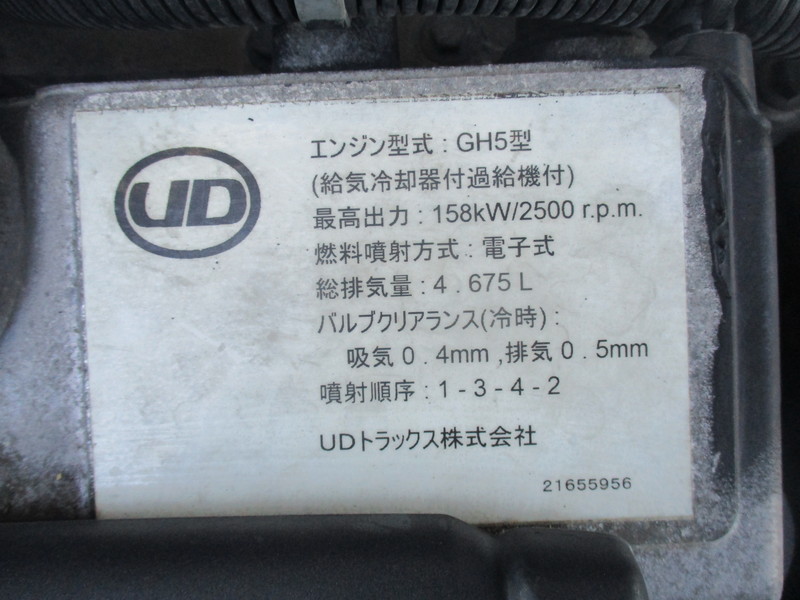 UD
エンジン型式 : GH5型
(給気冷却器付過給機付)
最高出力 : 158kW/2500 r.p.m.
燃料噴射方式 : 電子式
総排気量 : 4 . 675 L
バルブクリアランス(冷時) :
吸気 0 . 4mm ,排気 0 . 5mm
噴射順序 : 1 - 3 - 4 - 2
UDトラックス株式会社
21655956